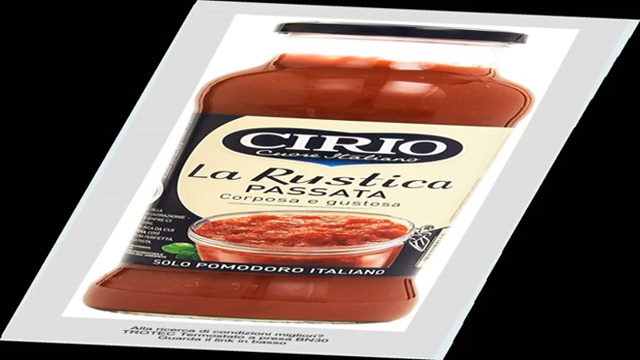 CIRIO
Cuore Italiano
La Rustica
PASSATA
Corposa e gustosa
SOLO POMODORO ITALIANO
Alla ricerca di condizioni migliori?
TROTEC Termostato a presa BN30
Guarda il link in basso